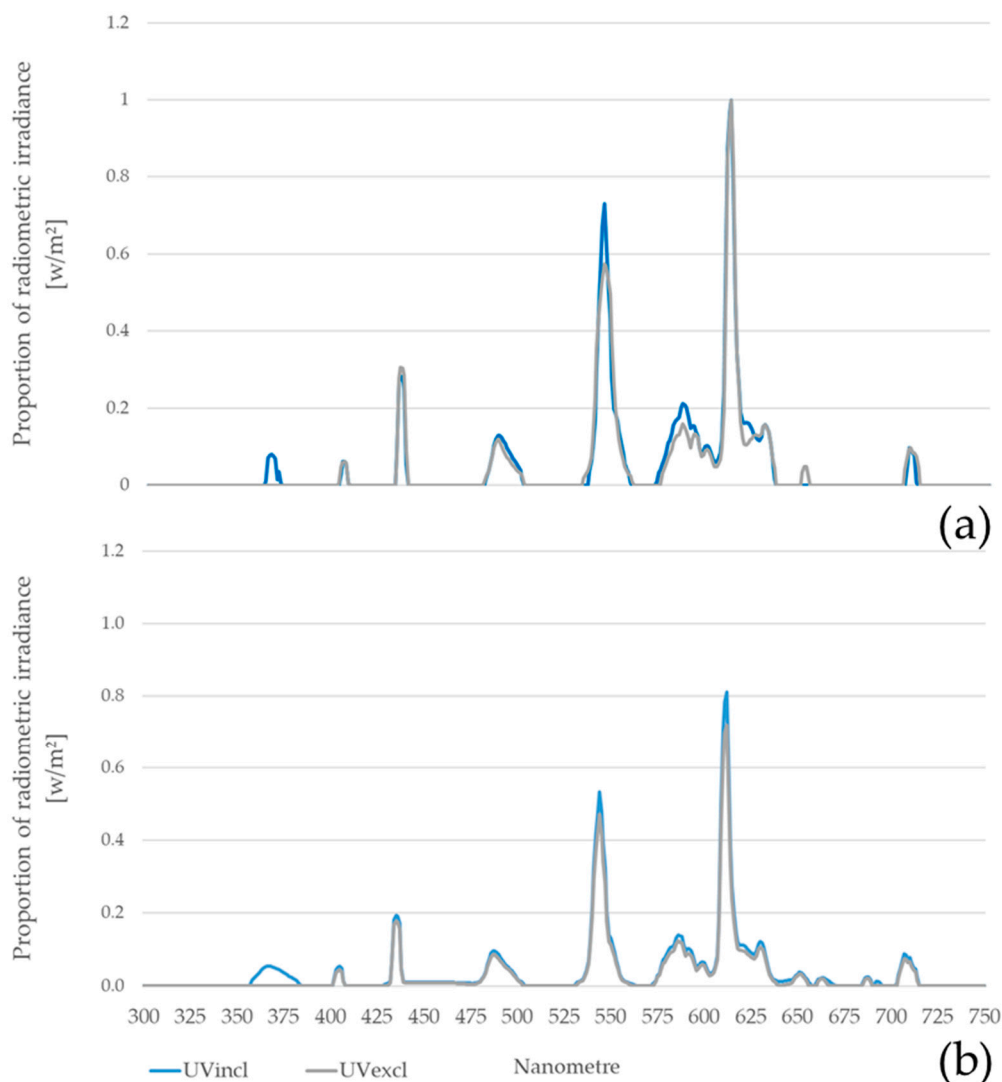 1.2
1
0.8
0.6
0.4
0.2
0
Proportion of radiometric irradiance
[w/m²]
(a)
1.2
1.0
0.8
0.6
0.4
0.2
0.0
Proportion of radiometric irradiance
[w/m²]
300 325 350 375 400 425 450 475 500 525 550 575 600 625 650 675 700 725 750
UVincl UVexcl Nanometre
(b)